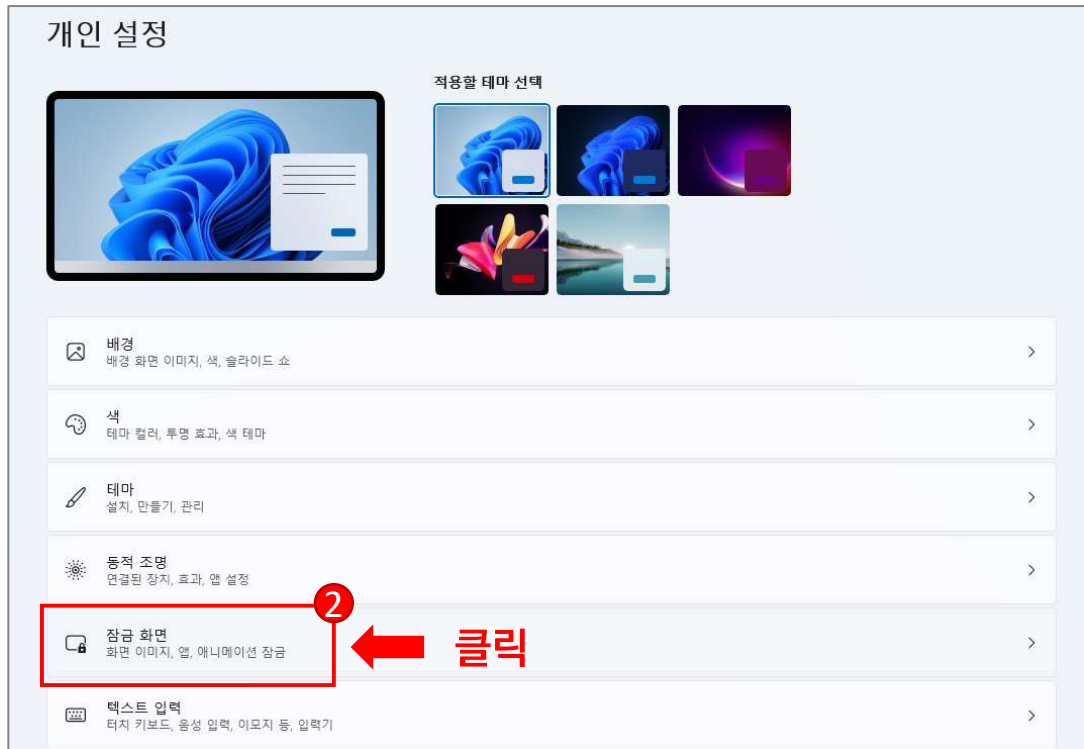 개인 설정
적용할 테마 선택
배경
배경 화면 이미지, 색, 슬라이드 쇼
색
테마 컬러, 투명 효과, 색 테마
테마
설치, 만들기, 관리
동적 조명
연결된 장치, 효과, 앱 설정
2
잠금 화면
화면 이미지, 앱, 애니메이션 잠금
클릭
텍스트 입력
터치 키보드, 음성 입력, 이모지 등, 입력기